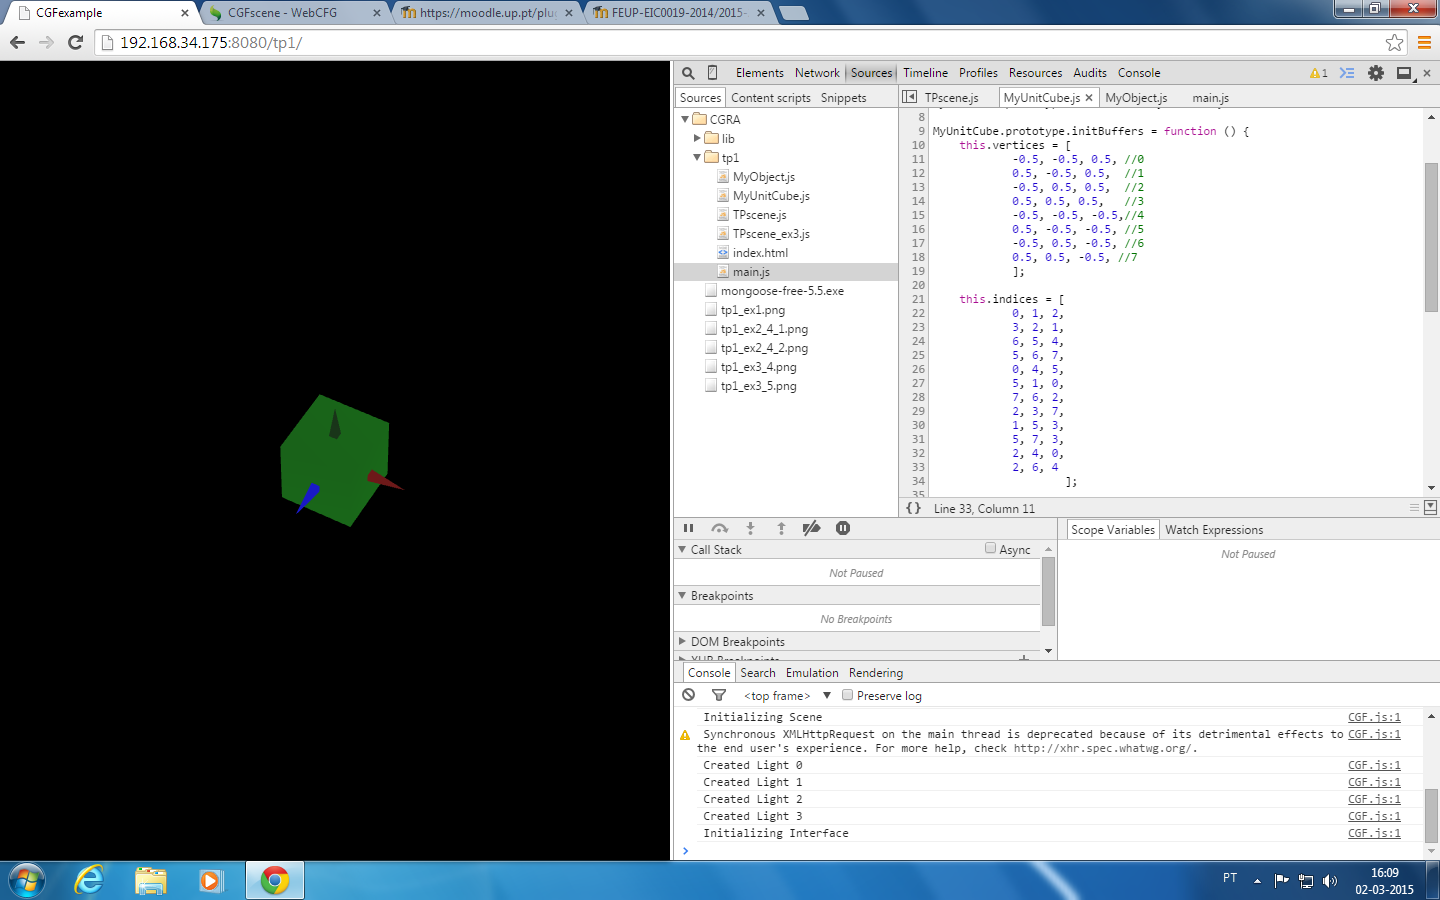 CGFexample
CGFscene - WebCFG
https://moodle.up.pt/plu
FEUP-EIC0019-2014/2015-
192.168.34.175:8080/tp1/
Elements Network Sources Timeline Profiles Resources Audits Console
1
Sources Content scripts Snippets
TPscene.js MyUnitCube.js MyObject.js main.js
CGRA
lib
tp1
MyObject.js
MyUnitCube.js
TPscene.js
TPscene_ex3.js
index.html
main.js
mongoose-free-5.5.exe
tp1_ex1.png
tp1_ex2_4_1.png
tp1_ex2_4_2.png
tp1_ex3_4.png
tp1_ex3_5.png
8
9 MyUnitCube.prototype.initBuffers = function () {
10 this.vertices = [
11 -0.5, -0.5, 0.5, //0
12 0.5, -0.5, 0.5, //1
13 -0.5, 0.5, 0.5, //2
14 0.5, 0.5, 0.5, //3
15 -0.5, -0.5, -0.5,//4
16 0.5, -0.5, -0.5, //5
17 -0.5, 0.5, -0.5, //6
18 0.5, 0.5, -0.5, //7
19 ];
20
21 this.indices = [
22 0, 1, 2,
23 3, 2, 1,
24 6, 5, 4,
25 5, 6, 7,
26 0, 4, 5,
27 5, 1, 0,
28 7, 6, 2,
29 2, 3, 7,
30 1, 5, 3,
31 5, 7, 3,
32 2, 4, 0,
33 2, 6, 4
34 ];
35
{} Line 33, Column 11
Call Stack Async
Not Paused
Breakpoints
No Breakpoints
DOM Breakpoints
XHR Breakpoints
Scope Variables Watch Expressions
Not Paused
Console Search Emulation Rendering
<top frame> Preserve log
Initializing Scene CGF.js:1
Synchronous XMLHttpRequest on the main thread is deprecated because of its detrimental effects to CGF.js:1
the end user's experience. For more help, check http://xhr.spec.whatwg.org/.
Created Light 0 CGF.js:1
Created Light 1 CGF.js:1
Created Light 2 CGF.js:1
Created Light 3 CGF.js:1
Initializing Interface CGF.js:1
PT
16:09
02-03-2015